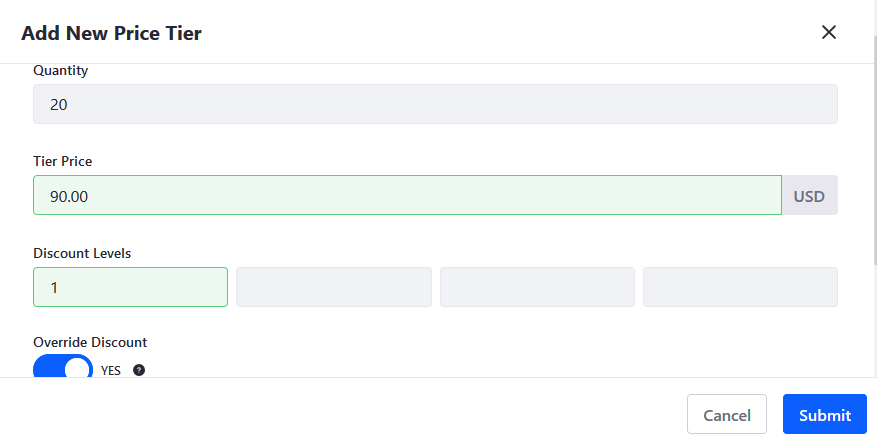 Add New Price Tier
Quantity
20
Tier Price
90.00 USD
Discount Levels
1
Override Discount
YES ?
Cancel Submit